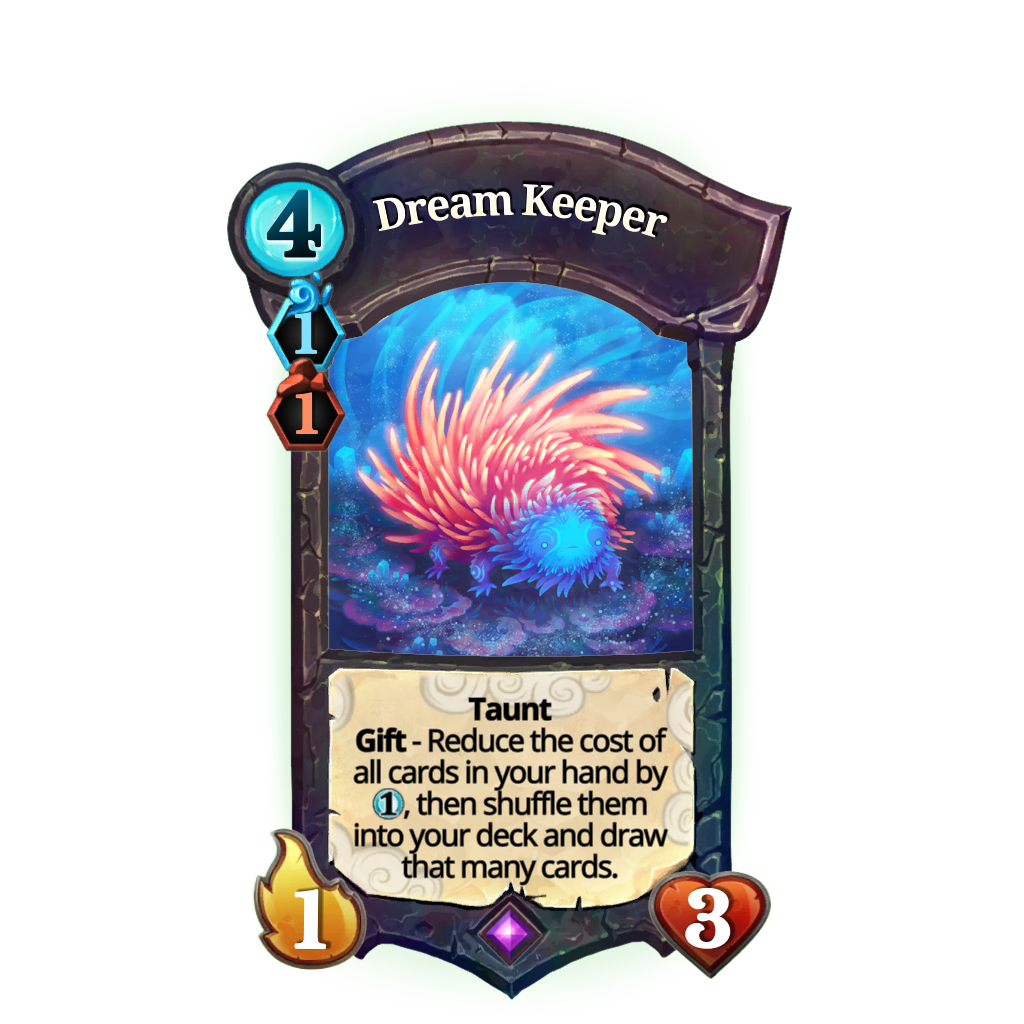 Dream Keeper
4
1
1
Taunt
Gift - Reduce the cost of
all cards in your hand by
1, then shuffle them
into your deck and draw
that many cards.
1
3